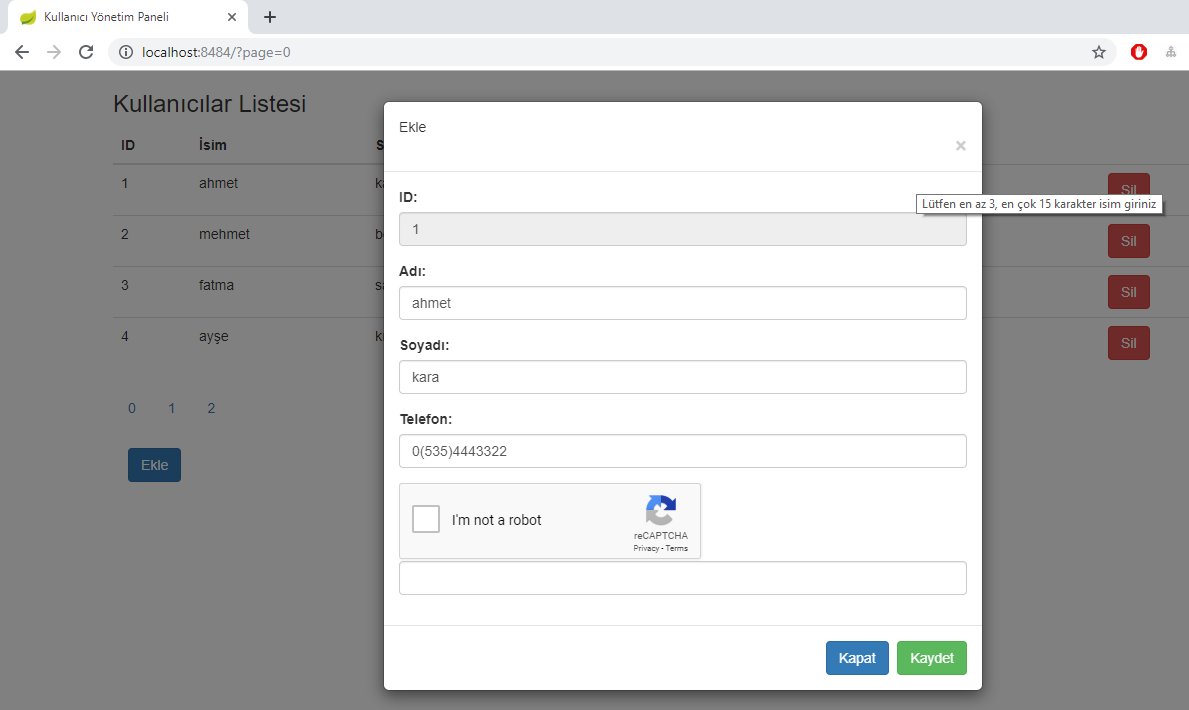 Kullanıcı Yönetim Paneli
localhost:8484/?page=0
Kullanıcılar Listesi
ID İsim S
1 ahmet ka Sil
2 mehmet Sil
3 fatma sa Sil
4 ayşe Sil
0 1 2
Ekle
Ekle
×
Lütfen en az 3, en çok 15 karakter isim giriniz
ID:
1
Adı:
ahmet
Soyadı:
kara
Telefon:
0(535)4443322
I'm not a robot
reCAPTCHA
Privacy - Terms
Kapat Kaydet